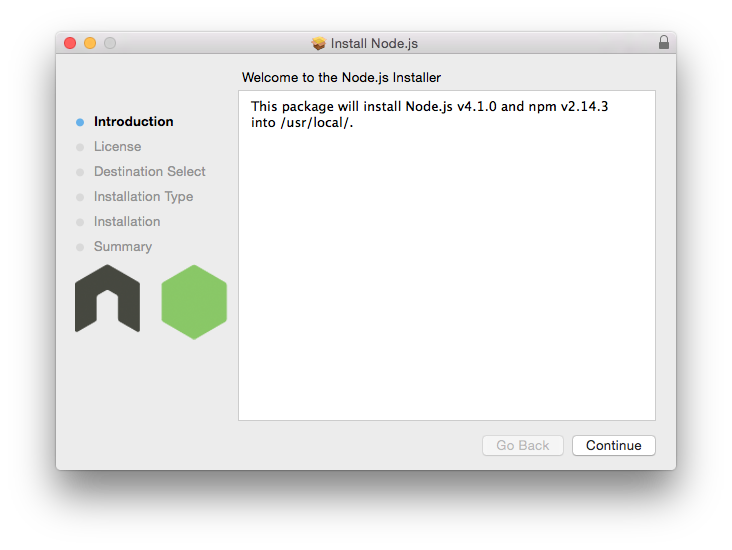 Install Node.js
Welcome to the Node.js Installer
Introduction
License
Destination Select
Installation Type
Installation
Summary
This package will install Node.js v4.1.0 and npm v2.14.3
into /usr/local/.
Go Back
Continue